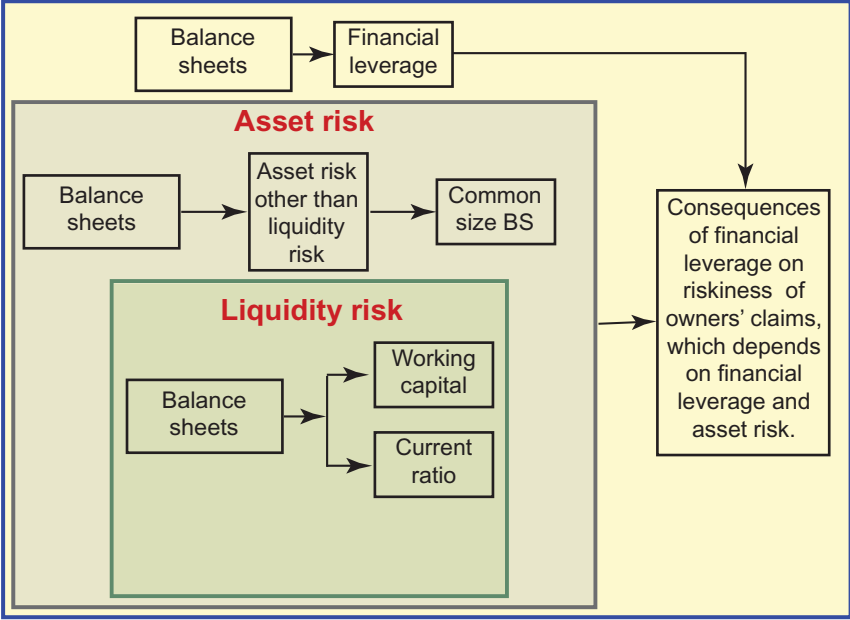 Balance
sheets
Financial
leverage
Asset risk
Balance
sheets
Asset risk
other than
liquidity
risk
Common
size BS
Consequences
of financial
leverage on
riskiness of
owners’ claims,
which depends
on financial
leverage and
asset risk.
Liquidity risk
Balance
sheets
Working
capital
Current
ratio